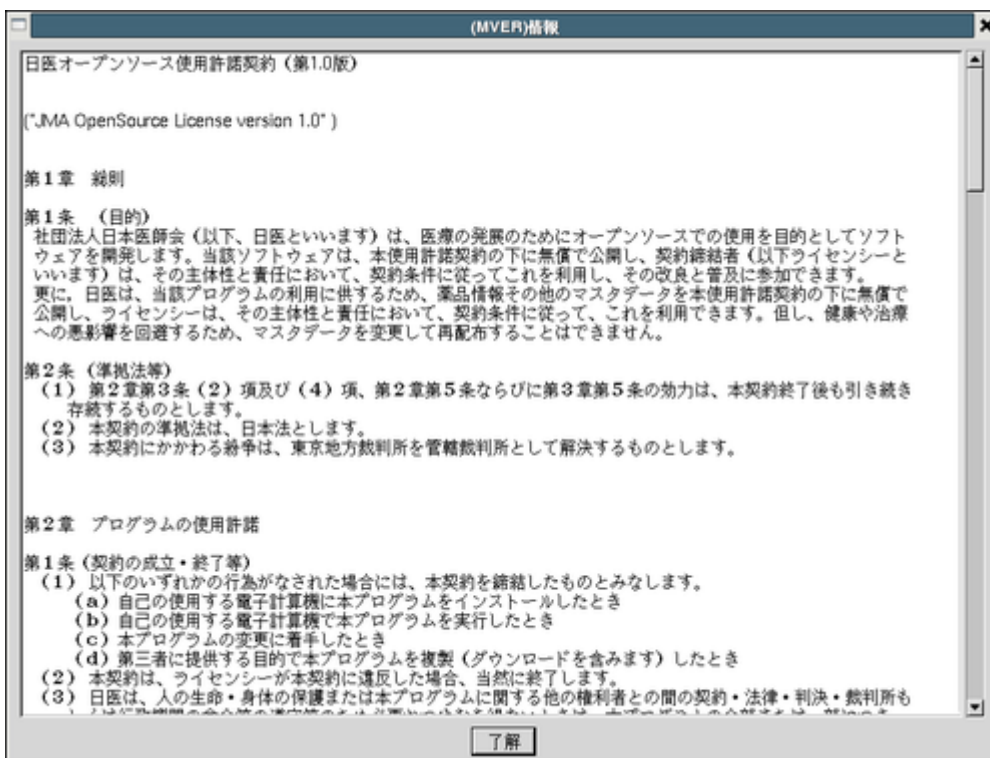 (MVER)情報
日医オープンソース使用許諾契約（第1.0版）
("JMA OpenSource License version 1.0" )
第１章　総則
第１条　（目的）
社団法人日本医師会（以下、日医といいます）は、医療の発展のためにオープンソースでの使用を目的としてソフト
ウェアを開発します。当該ソフトウェアは、本使用許諾契約の下に無償で公開し、契約締結者（以下ライセンシーと
いいます）は、その主体性と責任において、契約条件に従ってこれを利用し、その改良と普及に参加できます。
更に，日医は、当該プログラムの利用に供するため、薬品情報その他のマスタデータを本使用許諾契約の下に無償で
公開し、ライセンシーは、その主体性と責任において、契約条件に従って、これを利用できます。但し、健康や治療
への悪影響を回避するため、マスタデータを変更して再配布することはできません。
第２条（準拠法等）
（１）第２章第３条（２）項及び（４）項、第２章第５条ならびに第３章第５条の効力は、本契約終了後も引き続き
存続するものとします。
（２）本契約の準拠法は、日本法とします。
（３）本契約にかかわる紛争は、東京地方裁判所を管轄裁判所として解決するものとします。
第２章　プログラムの使用許諾
第１条（契約の成立・終了等）
（１）以下のいずれかの行為がなされた場合には、本契約を締結したものとみなします。
（ａ）自己の使用する電子計算機に本プログラムをインストールしたとき
（ｂ）自己の使用する電子計算機で本プログラムを実行したとき
（ｃ）本プログラムの変更に着手したとき
（ｄ）第三者に提供する目的で本プログラムを複製（ダウンロードを含みます）したとき
（２）本契約は、ライセンシーが本契約に違反した場合、当然に終了します。
（３）日医は、人の生命・身体の保護または本プログラムに関する他の権利者との間の契約・法律・判決・裁判所も
了解